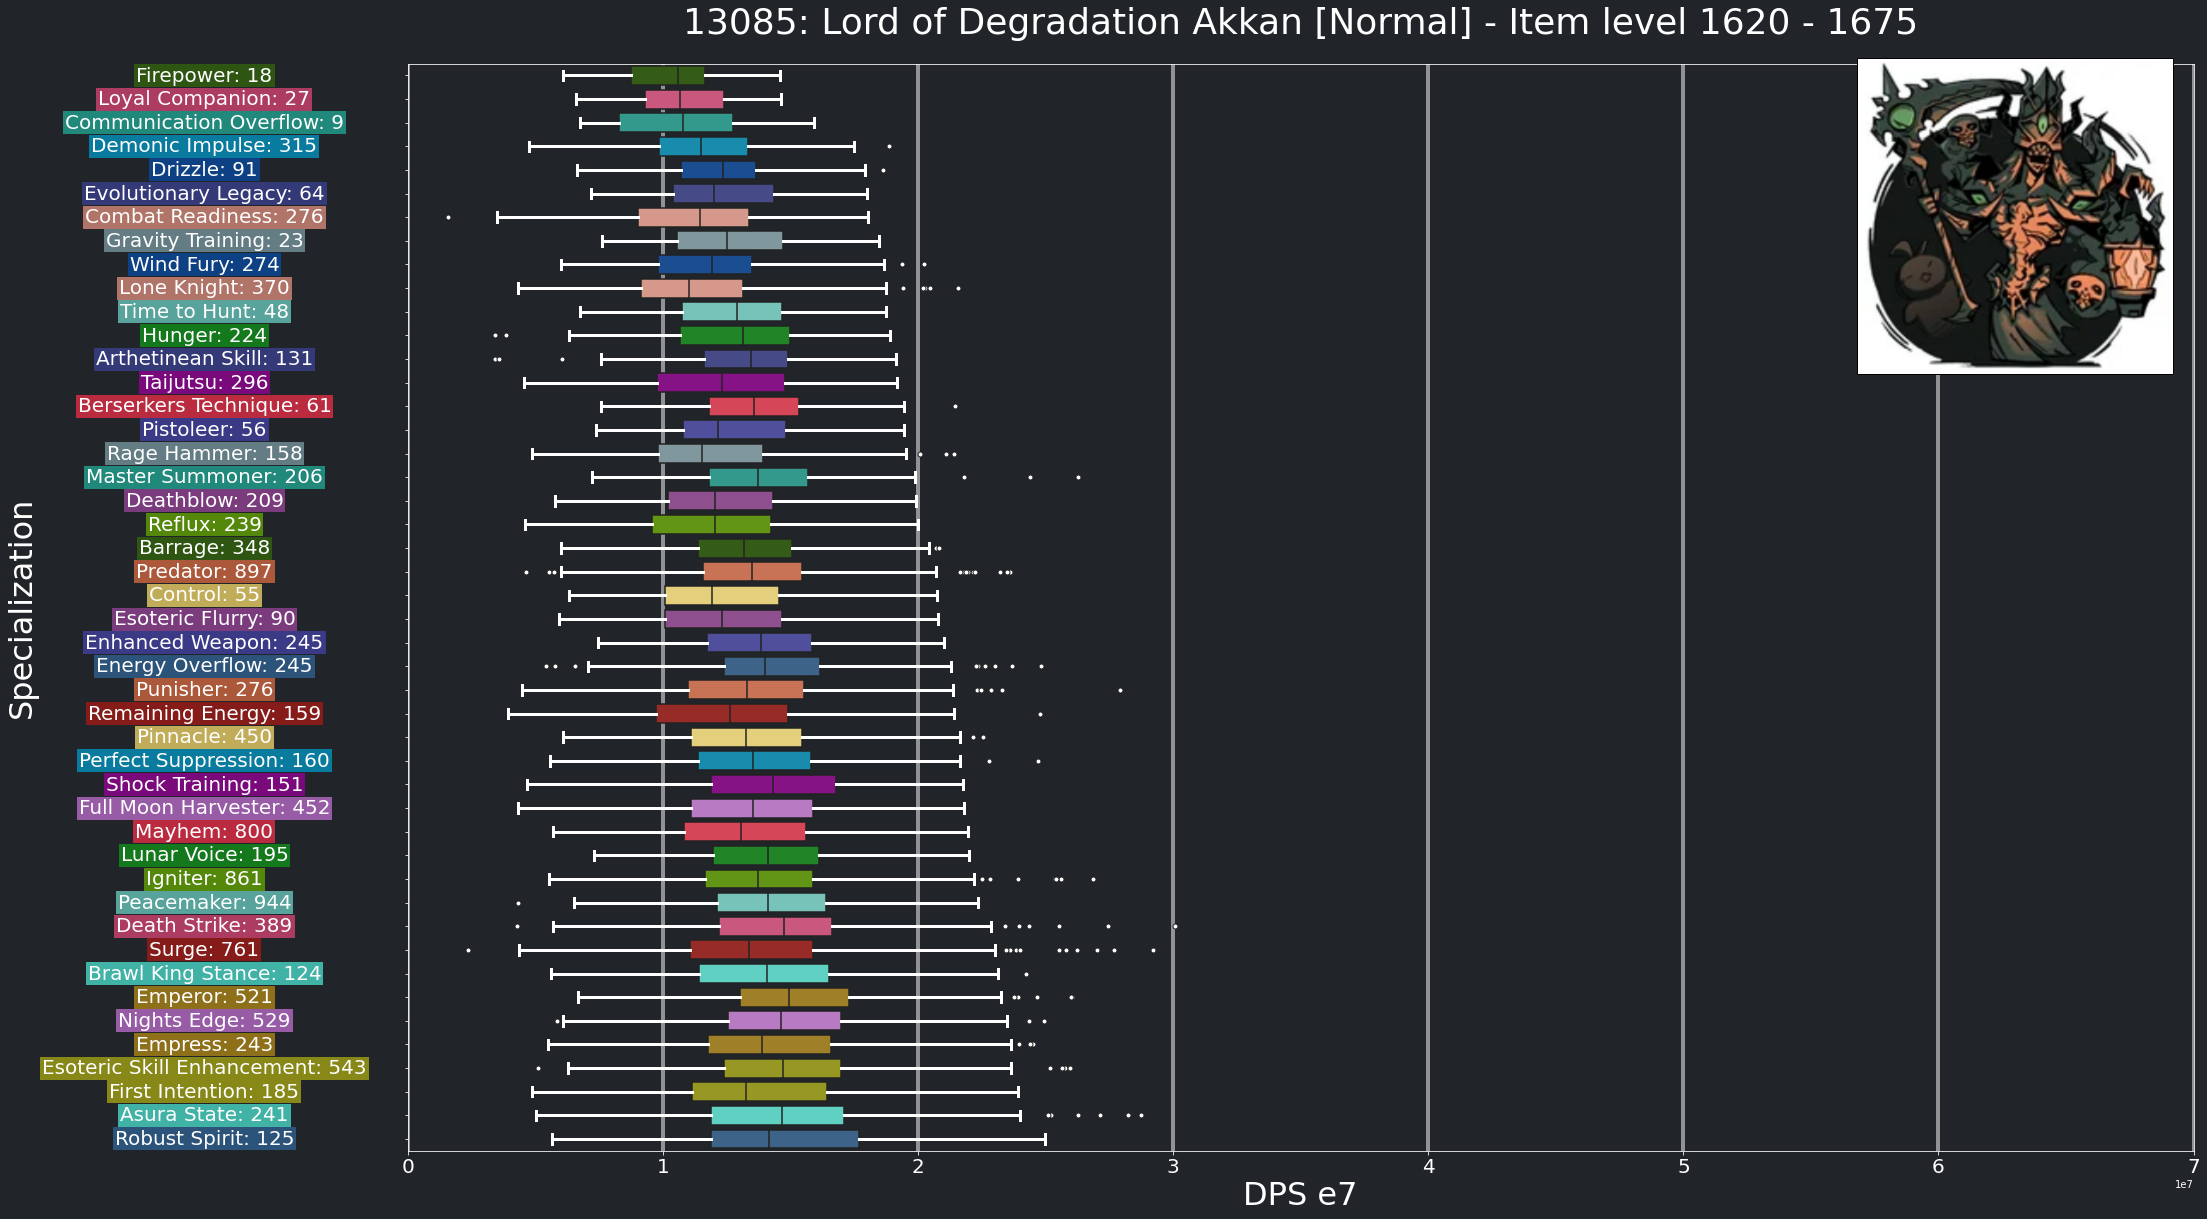 13085: Lord of Degradation Akkan [Normal] - Item level 1620 - 1675
Specialization
Firepower: 18
Loyal Companion: 27
Communication Overflow: 9
Demonic Impulse: 315
Drizzle: 91
Evolutionary Legacy: 64
Combat Readiness: 276
Gravity Training: 23
Wind Fury: 274
Lone Knight: 370
Time to Hunt: 48
Hunger: 224
Arthetinean Skill: 131
Taijutsu: 296
Berserkers Technique: 61
Pistoleer: 56
Rage Hammer: 158
Master Summoner: 206
Deathblow: 209
Reflux: 239
Barrage: 348
Predator: 897
Control: 55
Esoteric Flurry: 90
Enhanced Weapon: 245
Energy Overflow: 245
Punisher: 276
Remaining Energy: 159
Pinnacle: 450
Perfect Suppression: 160
Shock Training: 151
Full Moon Harvester: 452
Mayhem: 800
Lunar Voice: 195
Igniter: 861
Peacemaker: 944
Death Strike: 389
Surge: 761
Brawl King Stance: 124
Emperor: 521
Nights Edge: 529
Empress: 243
Esoteric Skill Enhancement: 543
First Intention: 185
Asura State: 241
Robust Spirit: 125
0 1 2 3 4 5 6 7
1e7
DPS e7